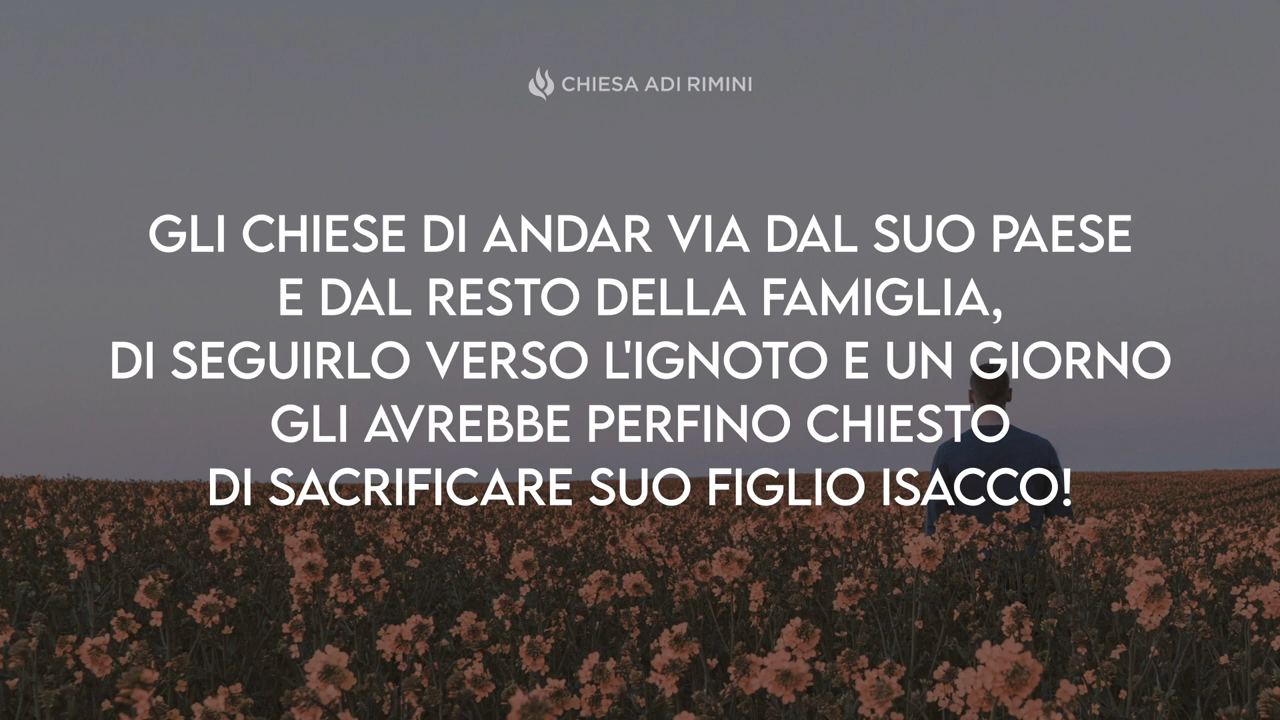 CHIESA ADI RIMINI
GLI CHIESE DI ANDAR VIA DAL SUO PAESE
E DAL RESTO DELLA FAMIGLIA,
DI SEGUIRLO VERSO L'IGNOTO E UN GIORNO
GLI AVREBBE PERFINO CHIESTO
DI SACRIFICARE SUO FIGLIO ISACCO!